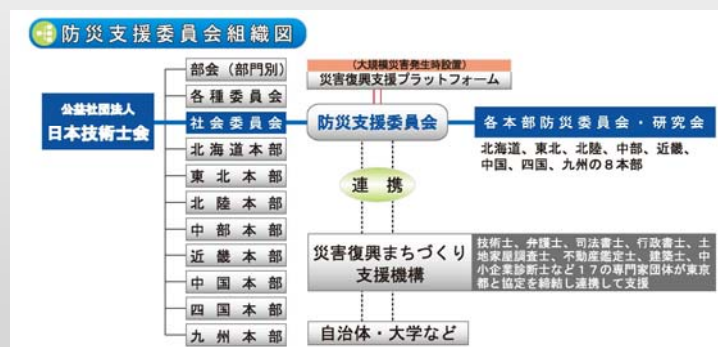 防災支援委員会組織図
公益社団法人
日本技術士会
部会（部門別）
各種委員会
社会委員会
北海道本部
東北本部
北陸本部
中部本部
近畿本部
中国本部
四国本部
九州本部
（大規模災害発生時設置）
災害復興支援プラットフォーム
防災支援委員会
連携
災害復興まちづくり
支援機構
自治体・大学など
各本部防災委員会・研究会
北海道、東北、北陸、中部、近畿、
中国、四国、九州の８本部
技術士、弁護士、司法書士、行政書士、土
地家屋調査士、不動産鑑定士、建築士、中
小企業診断士など１７の専門家団体が東京
都と協定を締結し連携して支援